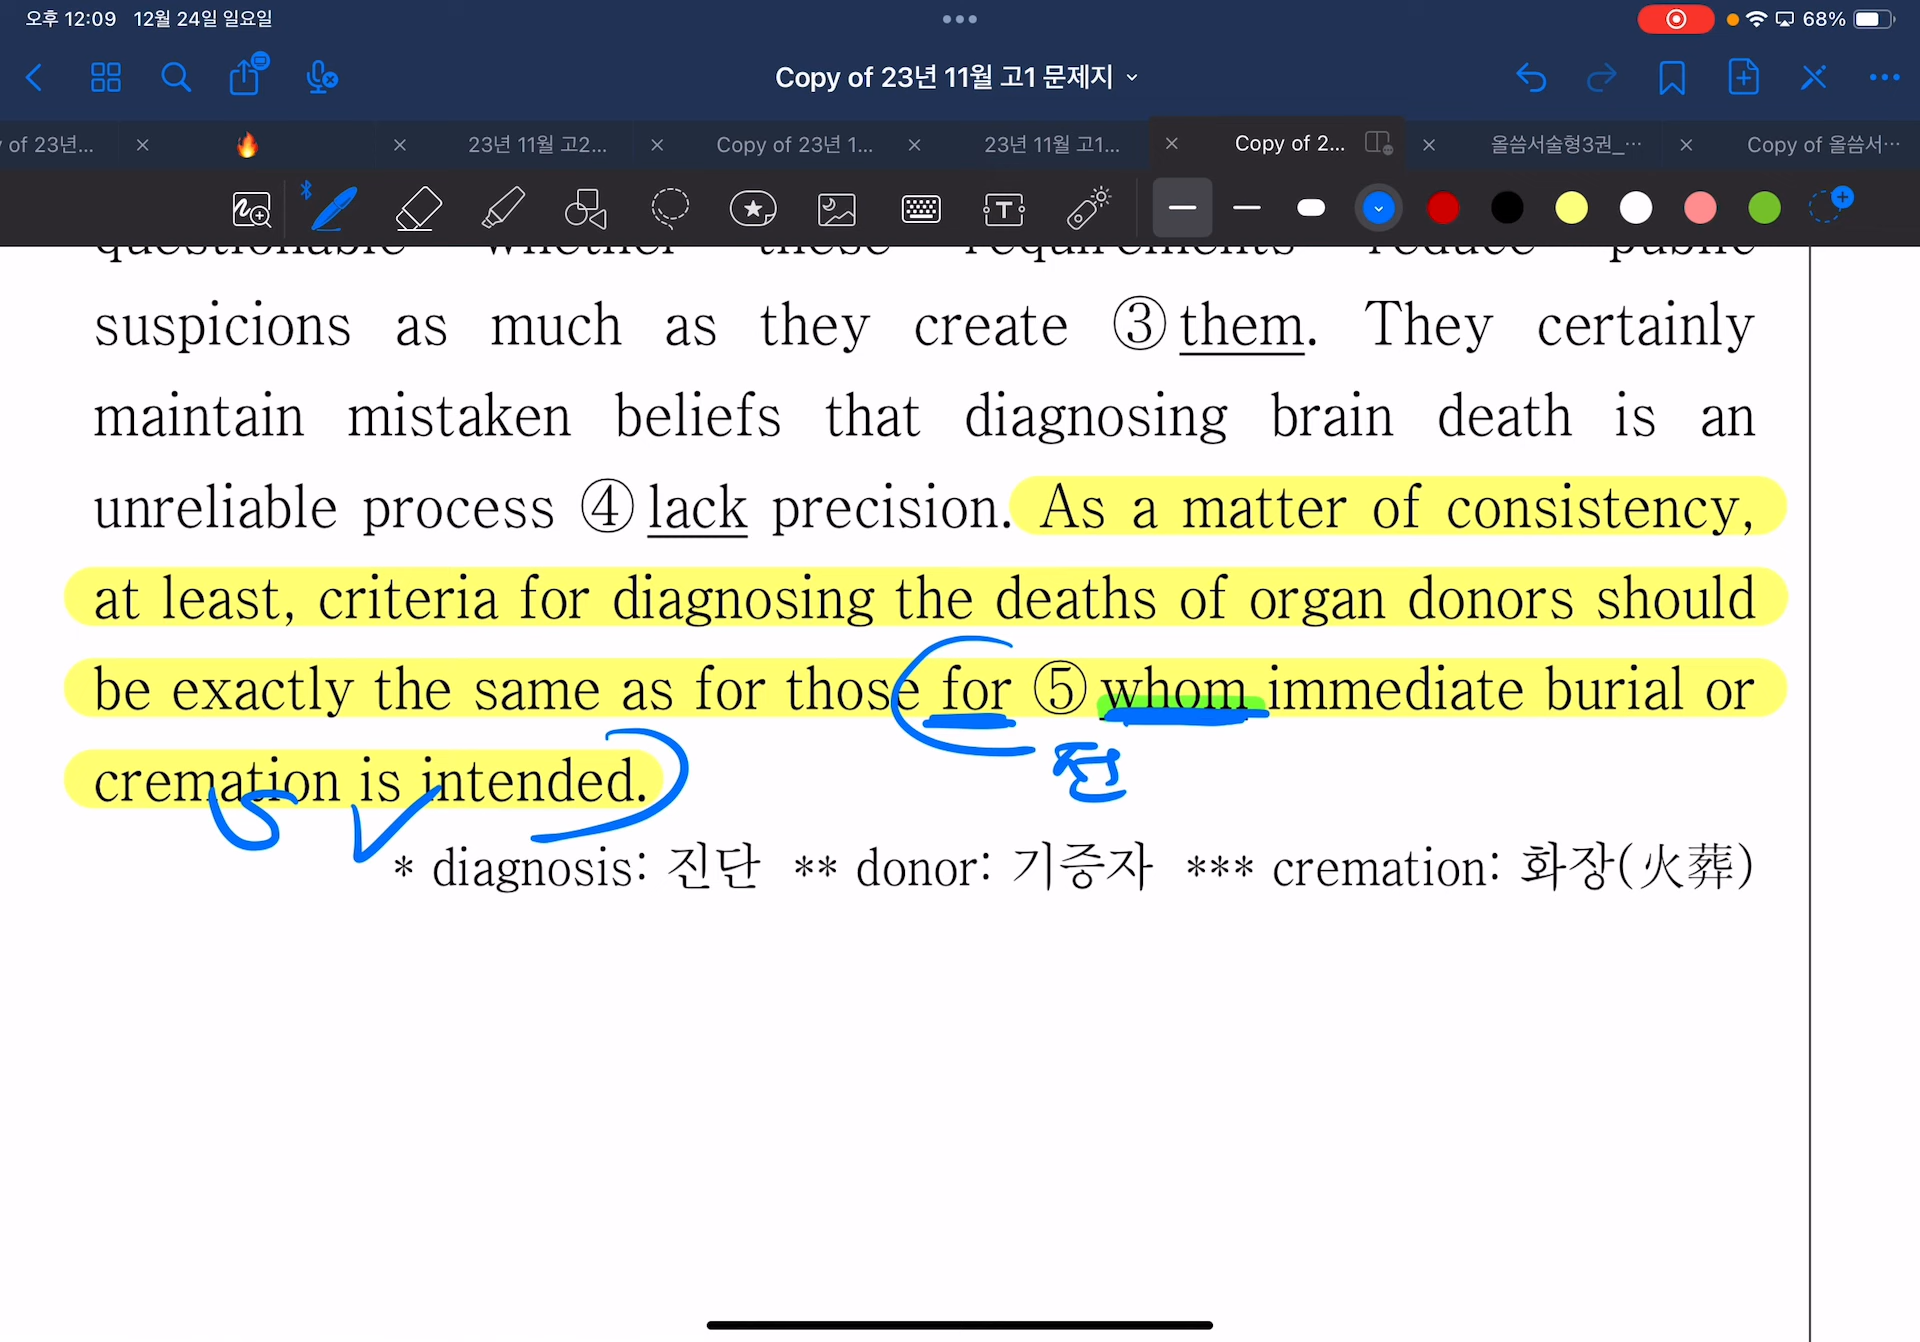 오후 12:09 12월 24일 일요일
68%
Copy of 23년 11월 고1 문제지
of 23년...
23년 11월 고2...
Copy of 23년 1...
23년 11월 고1...
Copy of 2...
올씀서술형3권_...
Copy of 올씀서...
questionable whether these requirements reduce public
suspicions as much as they create ③ them. They certainly
maintain mistaken beliefs that diagnosing brain death is an
unreliable process ④ lack precision. As a matter of consistency,
at least, criteria for diagnosing the deaths of organ donors should
be exactly the same as for those for ⑤ whom immediate burial or
전
cremation is intended.
S V
* diagnosis: 진단 ** donor: 기증자 *** cremation: 화장(火葬)